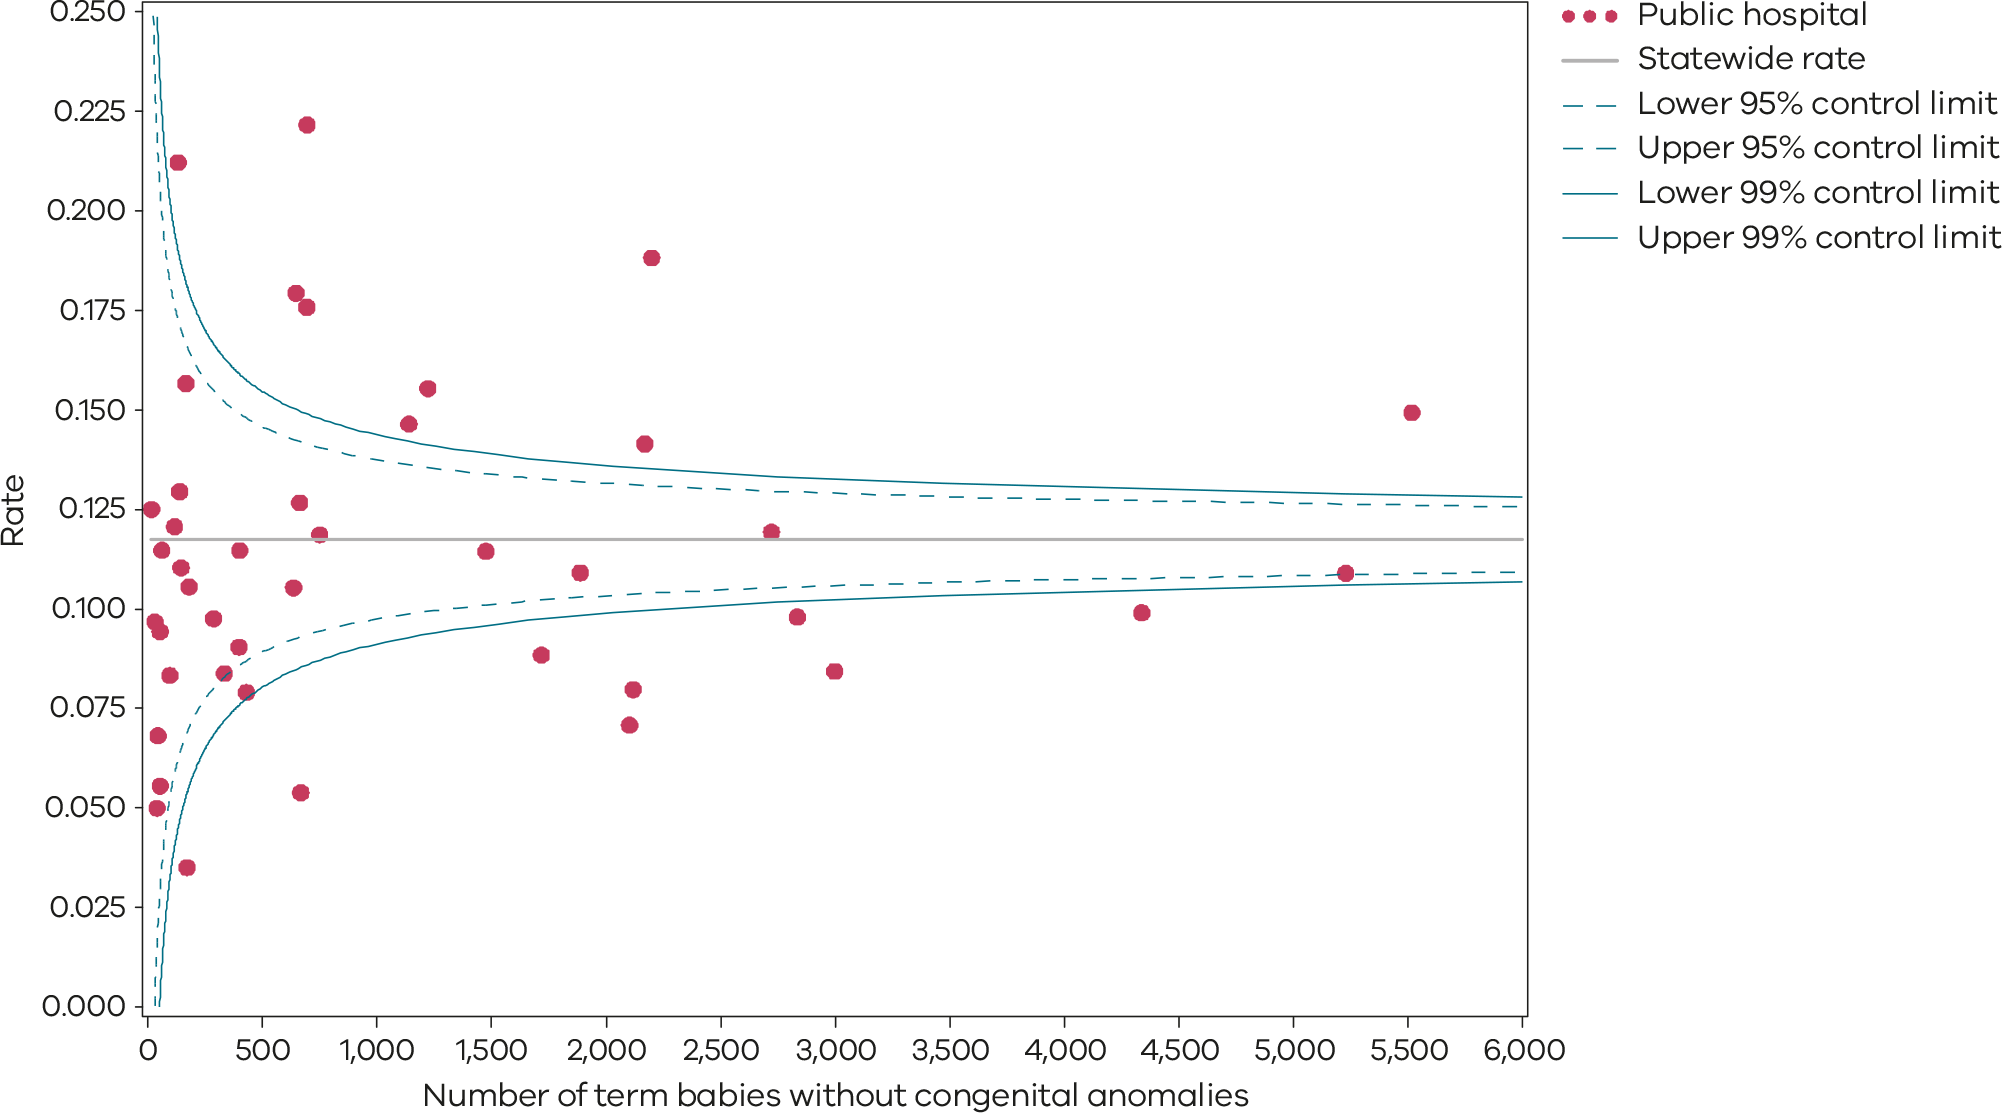 0.250
0.225
0.200
0.175
0.150
0.125
0.100
0.075
0.050
0.025
0.000
Rate
0 500 1,000 1,500 2,000 2,500 3,000 3,500 4,000 4,500 5,000 5,500 6,000
Number of term babies without congenital anomalies
Public hospital
Statewide rate
Lower 95% control limit
Upper 95% control limit
Lower 99% control limit
Upper 99% control limit